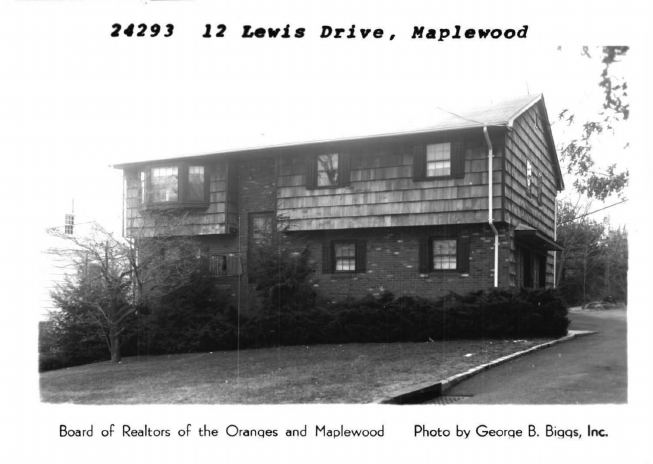 24293 12 Lewis Drive, Maplewood
Board of Realtors of the Oranges and Maplewood Photo by George B. Biggs, Inc.